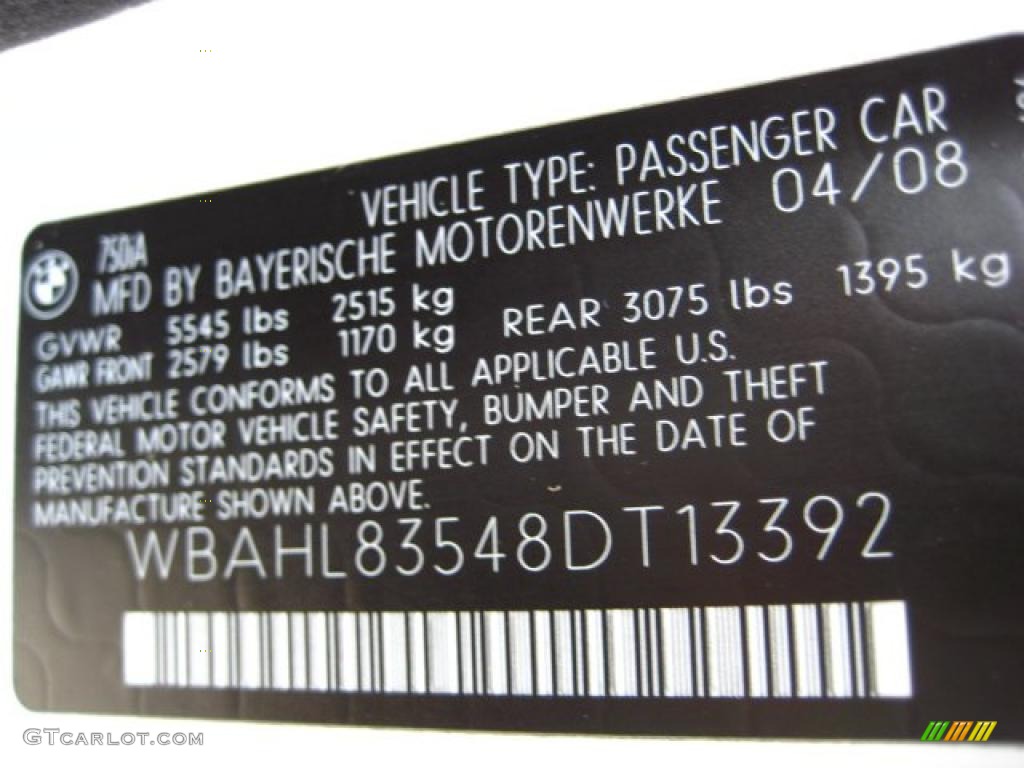 VEHICLE TYPE: PASSENGER CAR
750iA
MFD BY BAYERISCHE MOTORENWERKE 04/08
GVWR 5545 lbs 2515 kg
GAWR FRONT 2579 lbs 1170 kg REAR 3075 lbs 1395 kg
THIS VEHICLE CONFORMS TO ALL APPLICABLE U.S.
FEDERAL MOTOR VEHICLE SAFETY, BUMPER AND THEFT
PREVENTION STANDARDS IN EFFECT ON THE DATE OF
MANUFACTURE SHOWN ABOVE.
WBAHL83548DT13392
GTCarLot.com